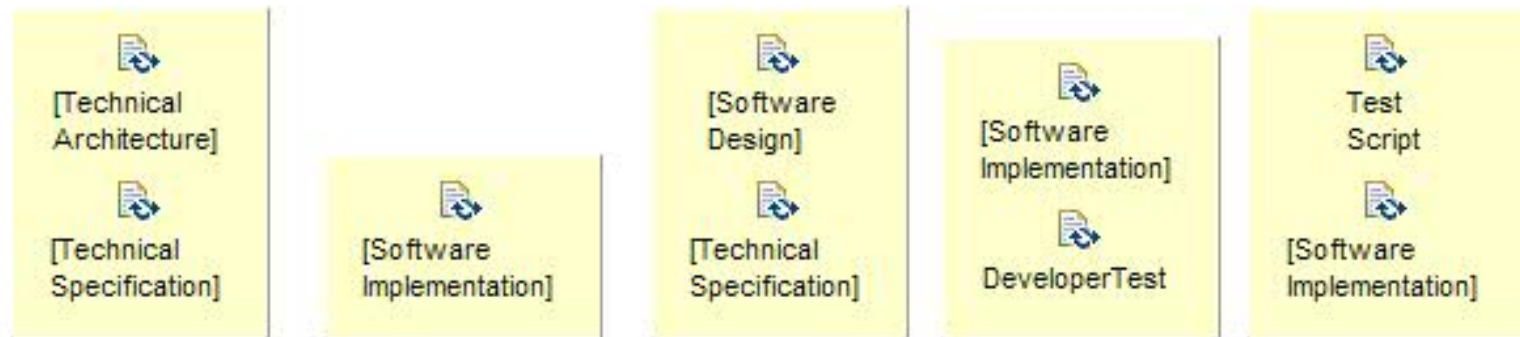 [Technical
Architecture]
[Technical
Specification]
[Software
Implementation]
[Software
Design]
[Technical
Specification]
[Software
Implementation]
DeveloperTest
Test
Script
[Software
Implementation]